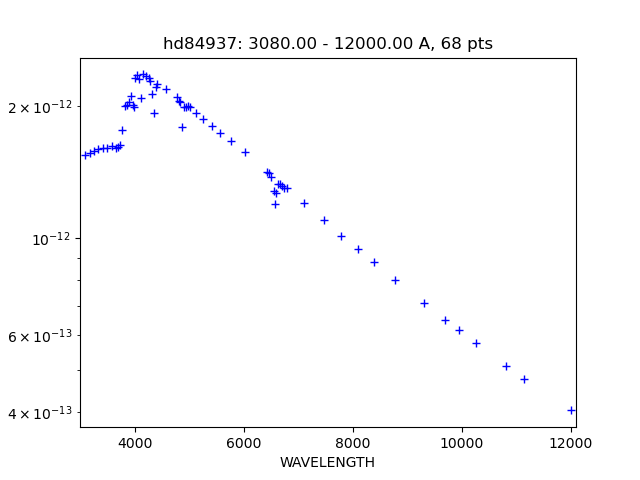 hd84937: 3080.00 - 12000.00 A, 68 pts
2 × 10⁻¹²
10⁻¹²
6 × 10⁻¹³
4 × 10⁻¹³
4000 6000 8000 10000 12000
WAVELENGTH